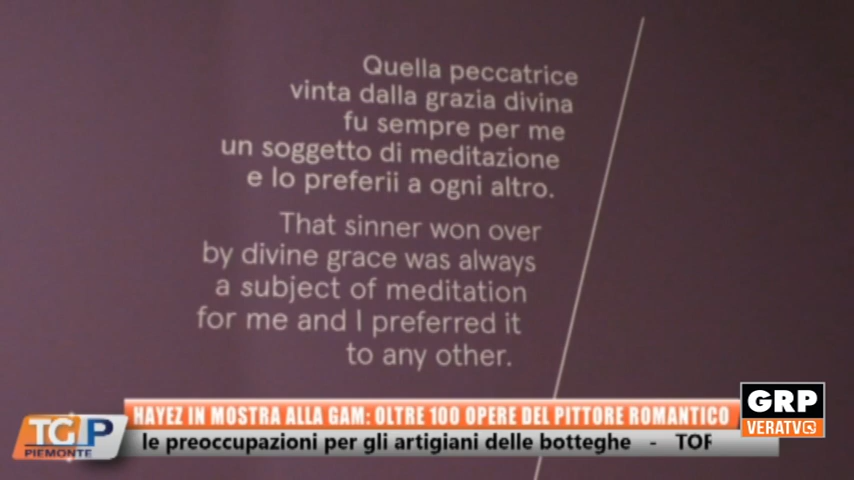 Quella peccatrice
vinta dalla grazia divina
fu sempre per me
un soggetto di meditazione
e lo preferii a ogni altro.
That sinner won over
by divine grace was always
a subject of meditation
for me and I preferred it
to any other.
HAYEZ IN MOSTRA ALLA GAM: OLTRE 100 OPERE DEL PITTORE ROMANTICO
le preoccupazioni per gli artigiani delle botteghe - TOR
TGP
PIEMONTE
GRP
VERATV